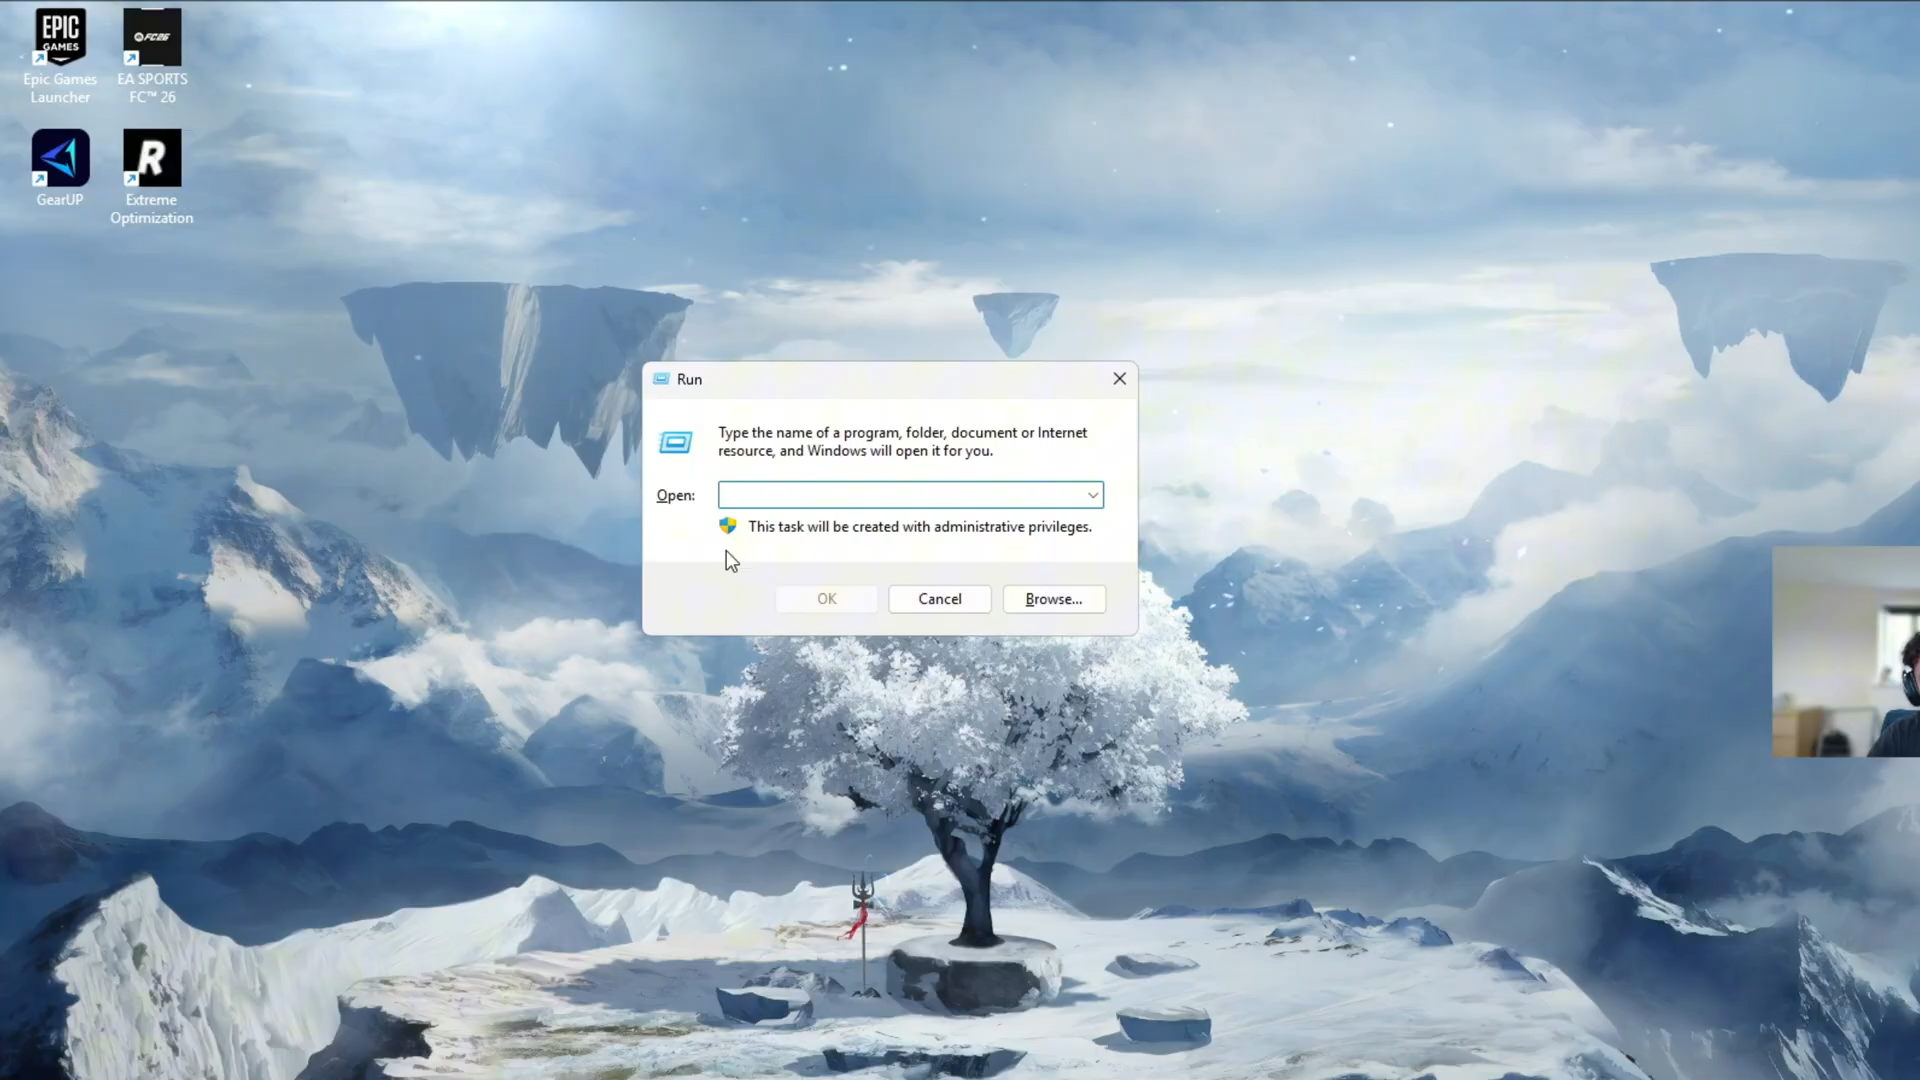 EPIC
GAMES
Epic Games
Launcher
FC26
EA SPORTS
FC™ 26
GearUP
R
Extreme
Optimization
Run
Type the name of a program, folder, document or Internet
resource, and Windows will open it for you.
Open:
This task will be created with administrative privileges.
OK
Cancel
Browse...